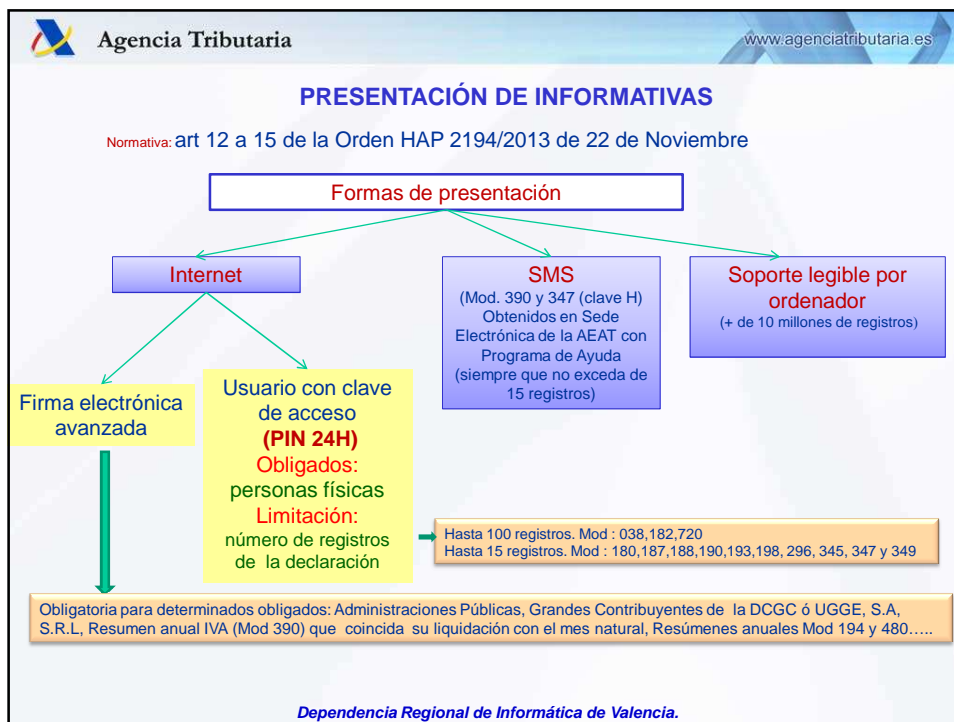 Agencia Tributaria
www.agenciatributaria.es
PRESENTACIÓN DE INFORMATIVAS
Normativa: art 12 a 15 de la Orden HAP 2194/2013 de 22 de Noviembre
Formas de presentación
Internet
SMS
(Mod. 390 y 347 (clave H)
Obtenidos en Sede
Electrónica de la AEAT con
Programa de Ayuda
(siempre que no exceda de
15 registros)
Soporte legible por
ordenador
(+ de 10 millones de registros)
Firma electrónica
avanzada
Usuario con clave
de acceso
(PIN 24H)
Obligados:
personas físicas
Limitación:
número de registros
de la declaración
Hasta 100 registros. Mod : 038,182,720
Hasta 15 registros. Mod : 180,187,188,190,193,198, 296, 345, 347 y 349
Obligatoria para determinados obligados: Administraciones Públicas, Grandes Contribuyentes de la DCGC ó UGGE, S.A,
S.R.L, Resumen anual IVA (Mod 390) que coincida su liquidación con el mes natural, Resúmenes anuales Mod 194 y 480…..
Dependencia Regional de Informática de Valencia.